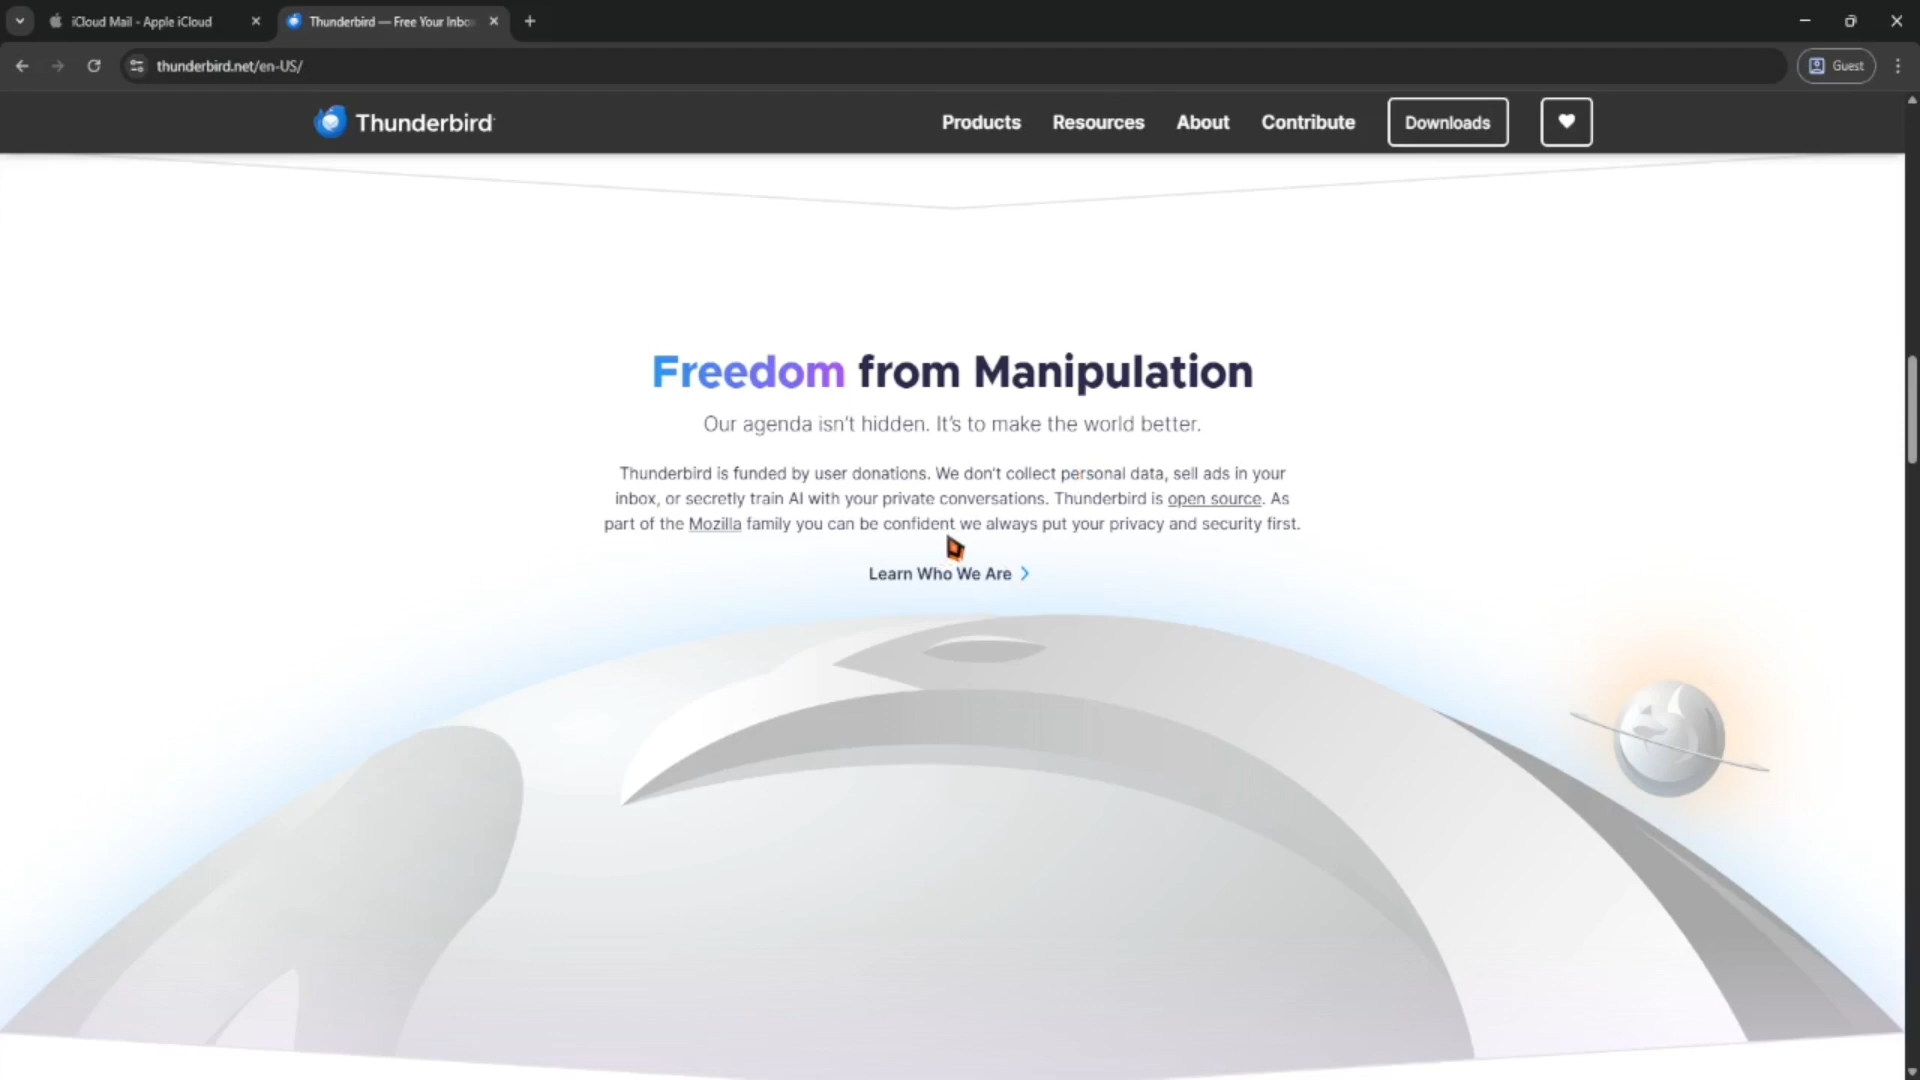 iCloud Mail - Apple iCloud
Thunderbird — Free Your Inbo
thunderbird.net/en-US/
Guest
Thunderbird
Products
Resources
About
Contribute
Downloads
Freedom from Manipulation
Our agenda isn't hidden. It's to make the world better.
Thunderbird is funded by user donations. We don't collect personal data, sell ads in your
inbox, or secretly train AI with your private conversations. Thunderbird is open source. As
part of the Mozilla family you can be confident we always put your privacy and security first.
Learn Who We Are